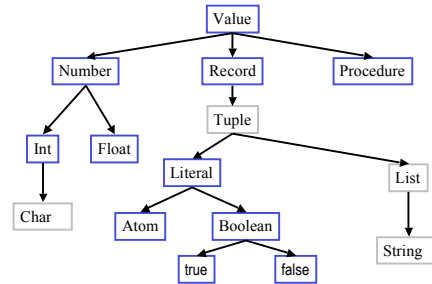 Value
Number
Record
Procedure
Int
Float
Tuple
Literal
List
Char
Atom
Boolean
String
true
false